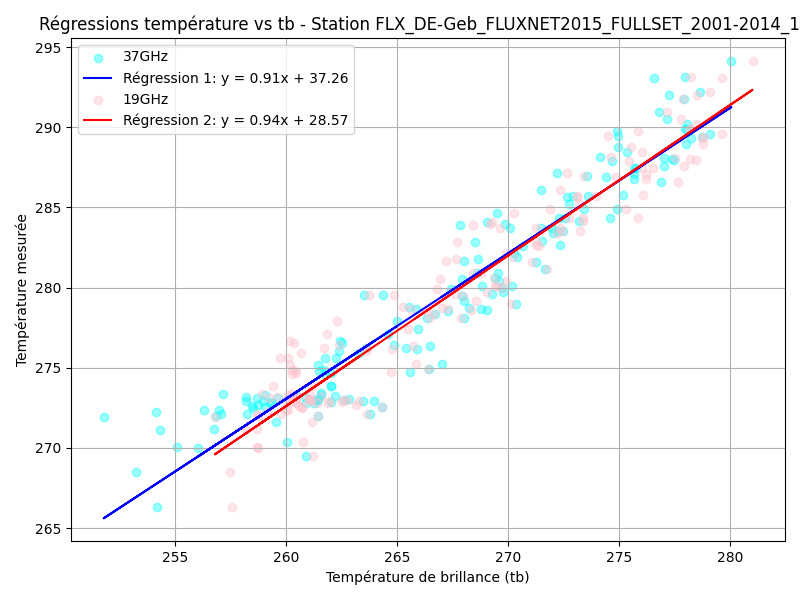 Régressions température vs tb - Station FLX_DE-Geb_FLUXNET2015_FULLSET_2001-2014_1
37GHz
Régression 1: y = 0.91x + 37.26
19GHz
Régression 2: y = 0.94x + 28.57
Température mesurée
295
290
285
280
275
270
265
255
260
265
270
275
280
Température de brillance (tb)